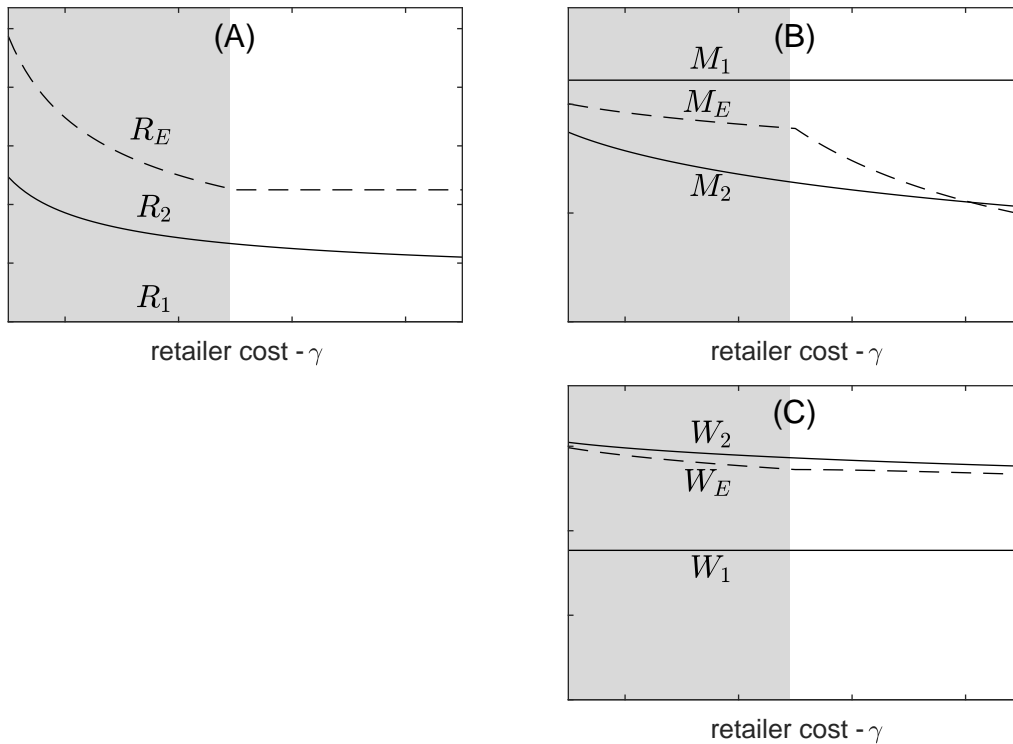 (A)
R_E
R_2
R_1
retailer cost - γ
(B)
M_1
M_E
M_2
retailer cost - γ
(C)
W_2
W_E
W_1
retailer cost - γ